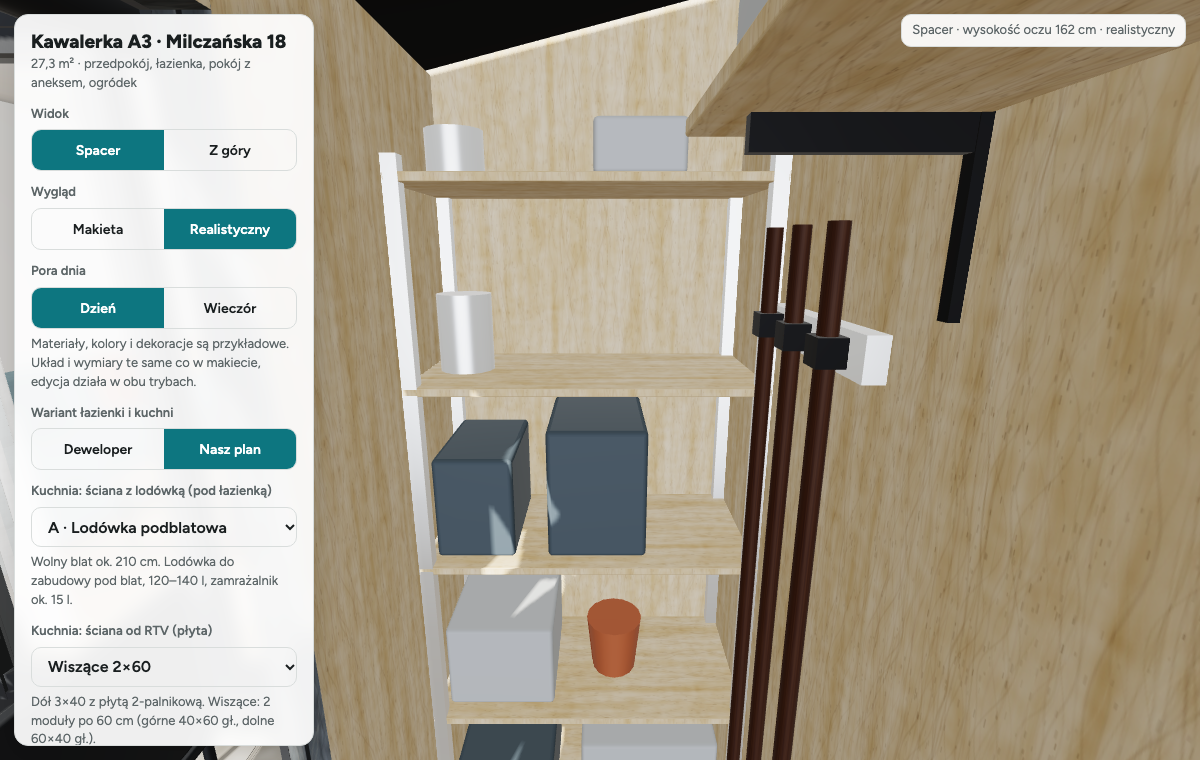 Kawalerka A3 · Milczańska 18
27,3 m² · przedpokój, łazienka, pokój z
aneksem, ogródek
Widok
Spacer
Z góry
Wygląd
Makieta
Realistyczny
Pora dnia
Dzień
Wieczór
Materiały, kolory i dekoracje są przykładowe.
Układ i wymiary te same co w makiecie,
edycja działa w obu trybach.
Wariant łazienki i kuchni
Deweloper
Nasz plan
Kuchnia: ściana z lodówką (pod łazienką)
A · Lodówka podblatowa
Wolny blat ok. 210 cm. Lodówka do
zabudowy pod blat, 120–140 l, zamrażalnik
ok. 15 l.
Kuchnia: ściana od RTV (płyta)
Wiszące 2×60
Dół 3×40 z płytą 2-palnikową. Wiszące: 2
moduły po 60 cm (górne 40×60 gł., dolne
60×40 gł.).
Spacer · wysokość oczu 162 cm · realistyczny